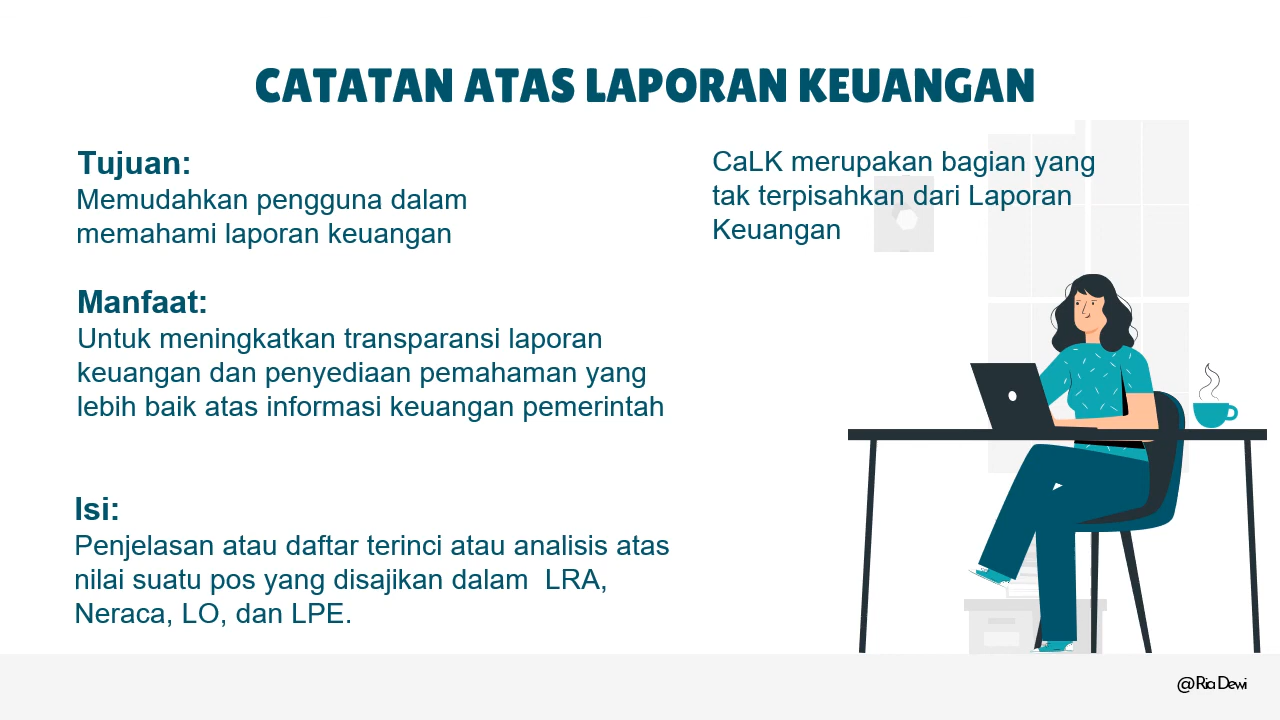 CATATAN ATAS LAPORAN KEUANGAN
Tujuan:
Memudahkan pengguna dalam
memahami laporan keuangan
Manfaat:
Untuk meningkatkan transparansi laporan
keuangan dan penyediaan pemahaman yang
lebih baik atas informasi keuangan pemerintah
Isi:
Penjelasan atau daftar terinci atau analisis atas
nilai suatu pos yang disajikan dalam  LRA,
Neraca, LO, dan LPE.
CaLK merupakan bagian yang
tak terpisahkan dari Laporan
Keuangan
@Ria Dewi